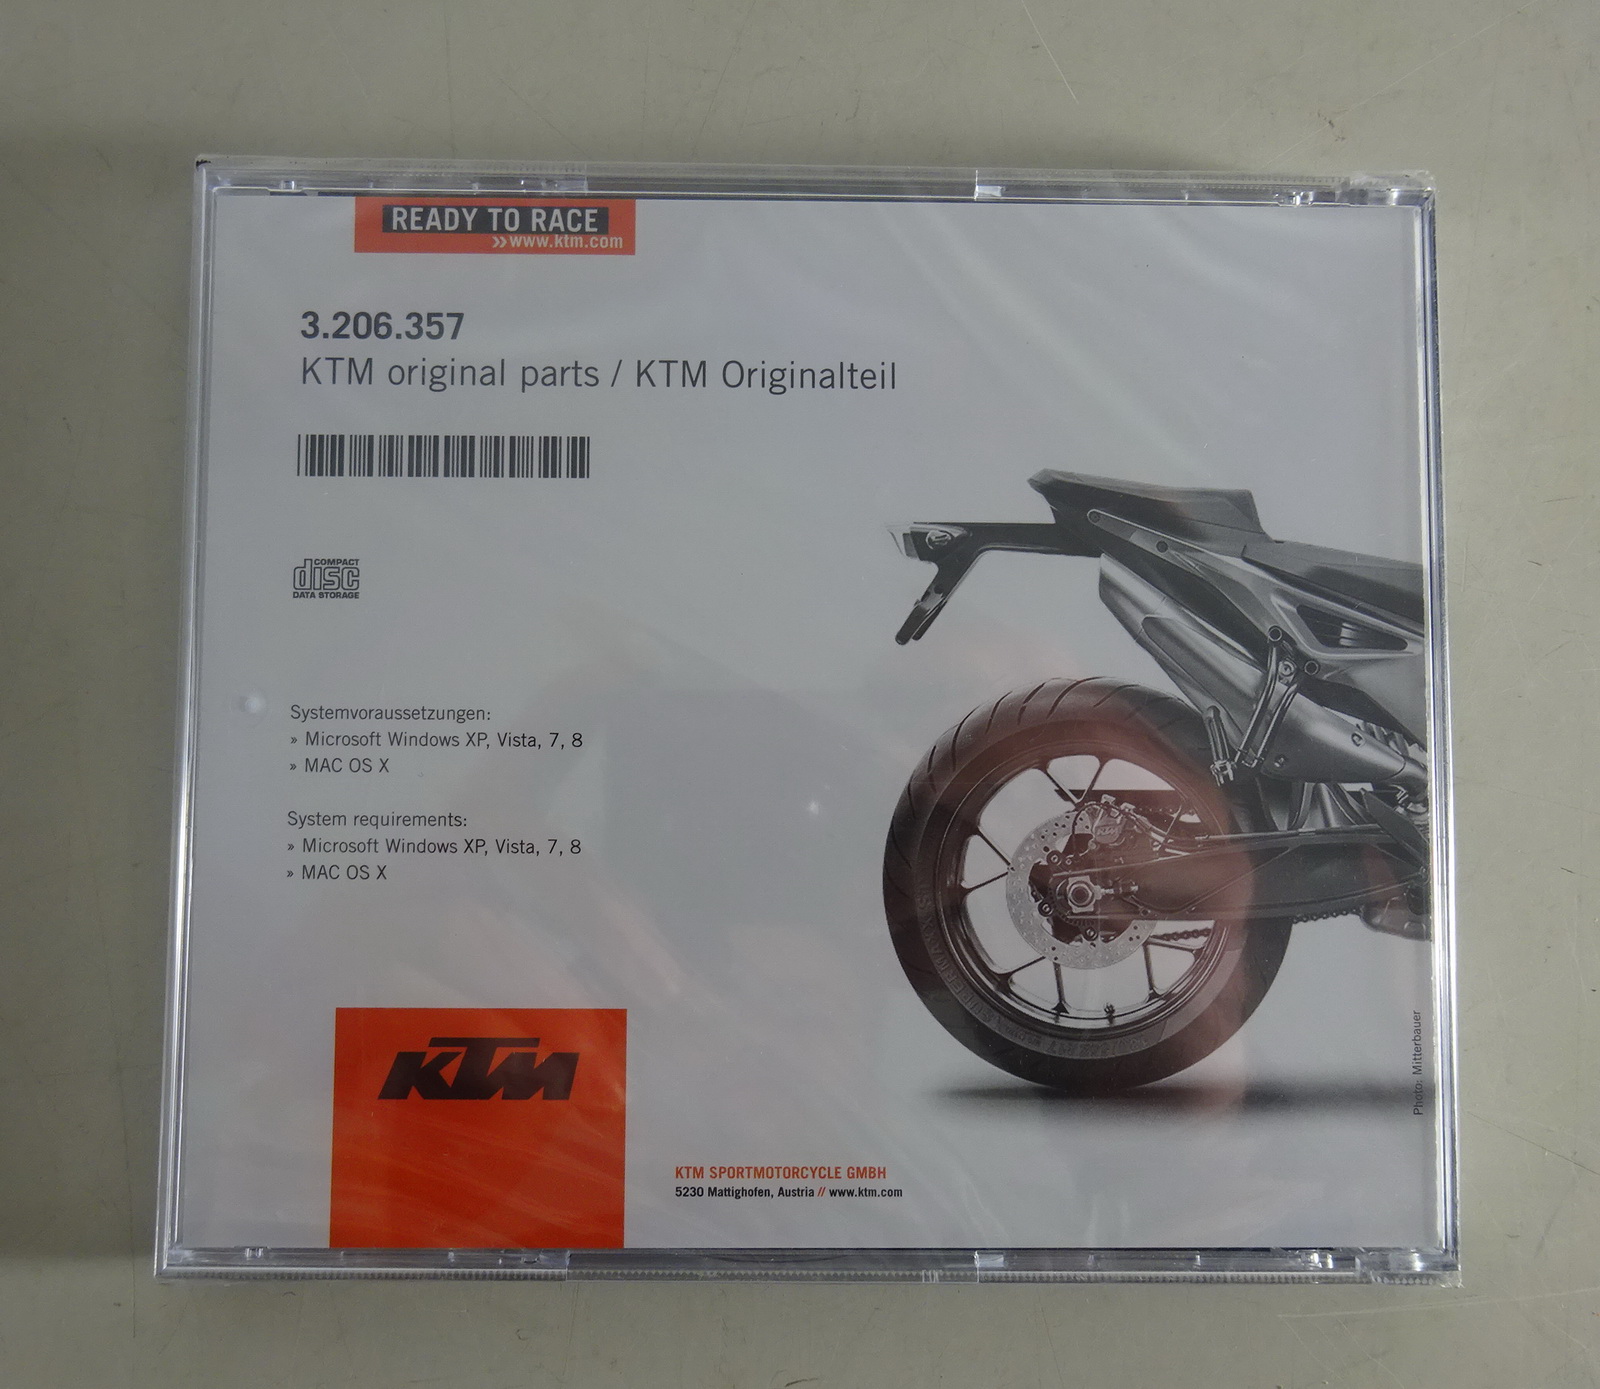 READY TO RACE
»www.ktm.com
3.206.357
KTM original parts / KTM Originalteil
COMPACT
disc
DATA STORAGE
Systemvoraussetzungen:
» Microsoft Windows XP, Vista, 7, 8
» MAC OS X
System requirements:
» Microsoft Windows XP, Vista, 7, 8
» MAC OS X
KTM
KTM
Photo: Mitterbauer
KTM SPORTMOTORCYCLE GMBH
5230 Mattighofen, Austria // www.ktm.com